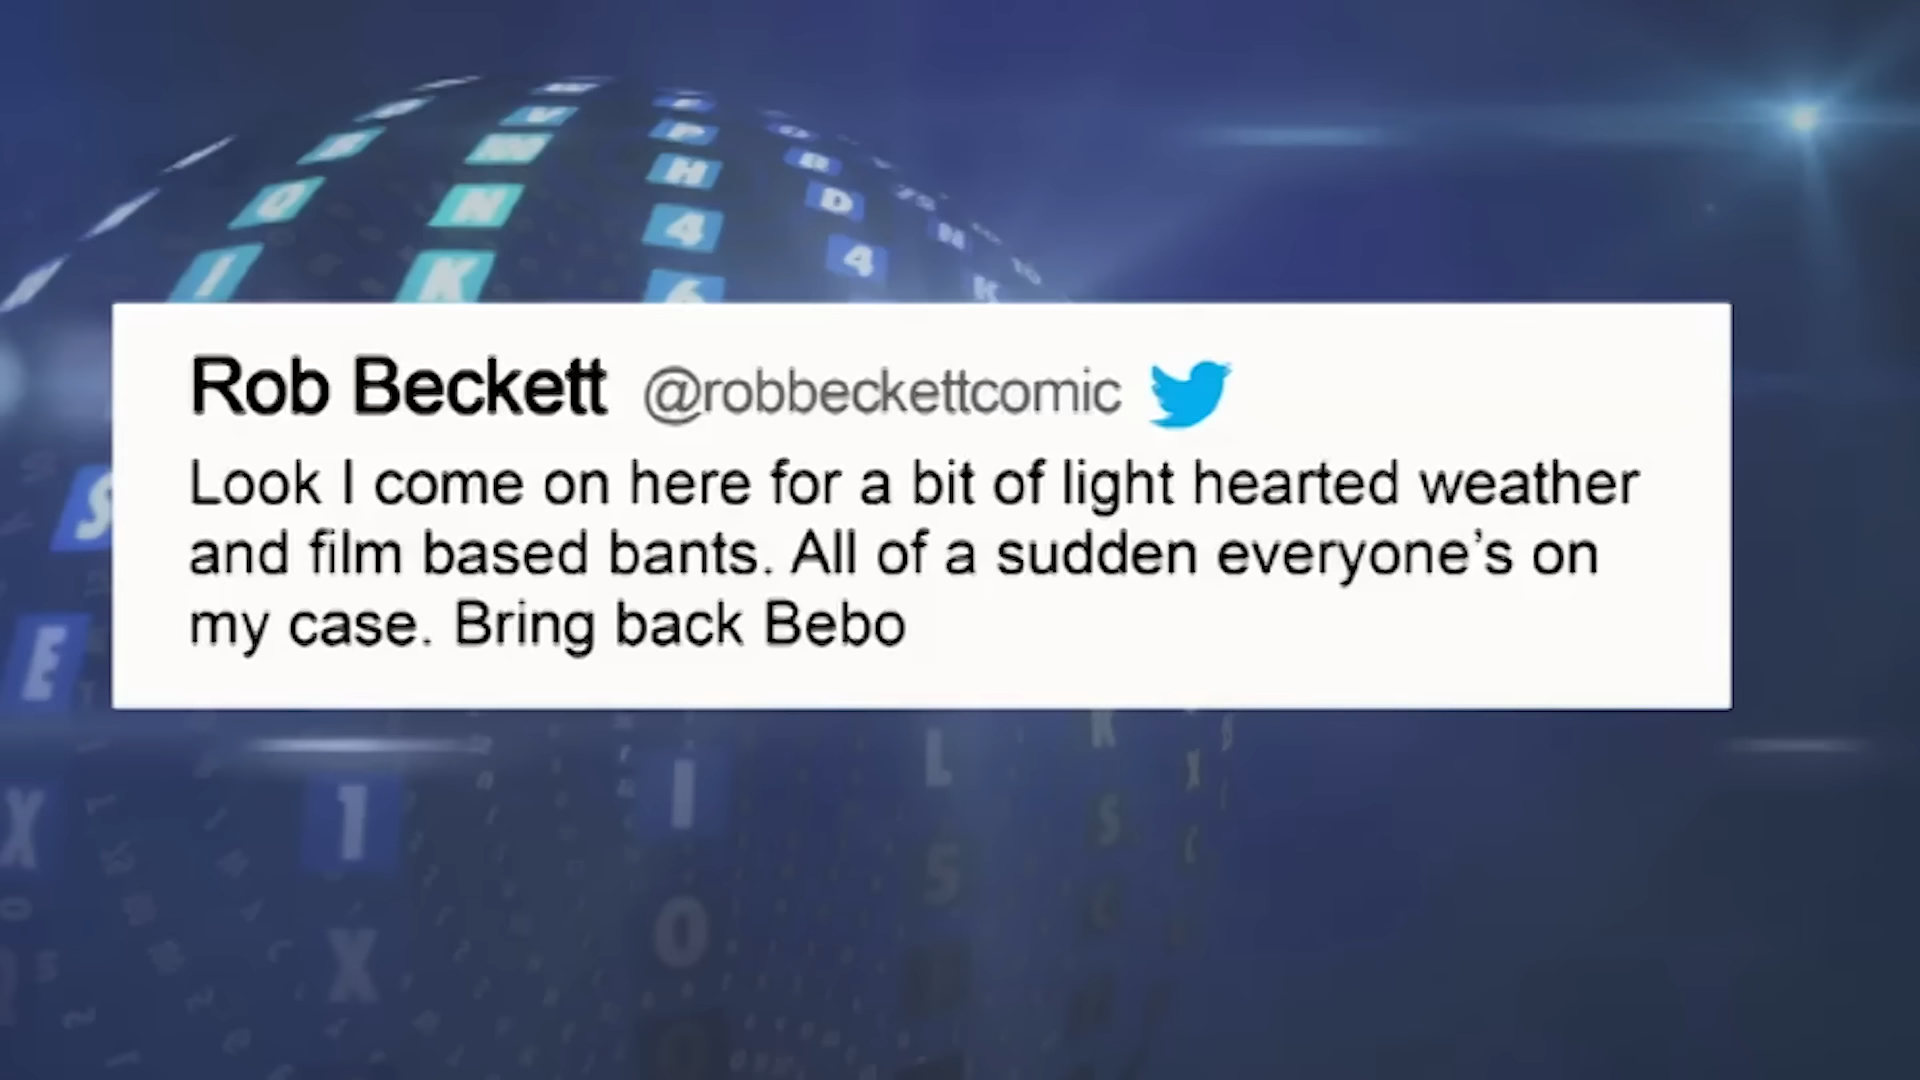 Rob Beckett @robbeckettcomic
Look I come on here for a bit of light hearted weather
and film based bants. All of a sudden everyone’s on
my case. Bring back Bebo